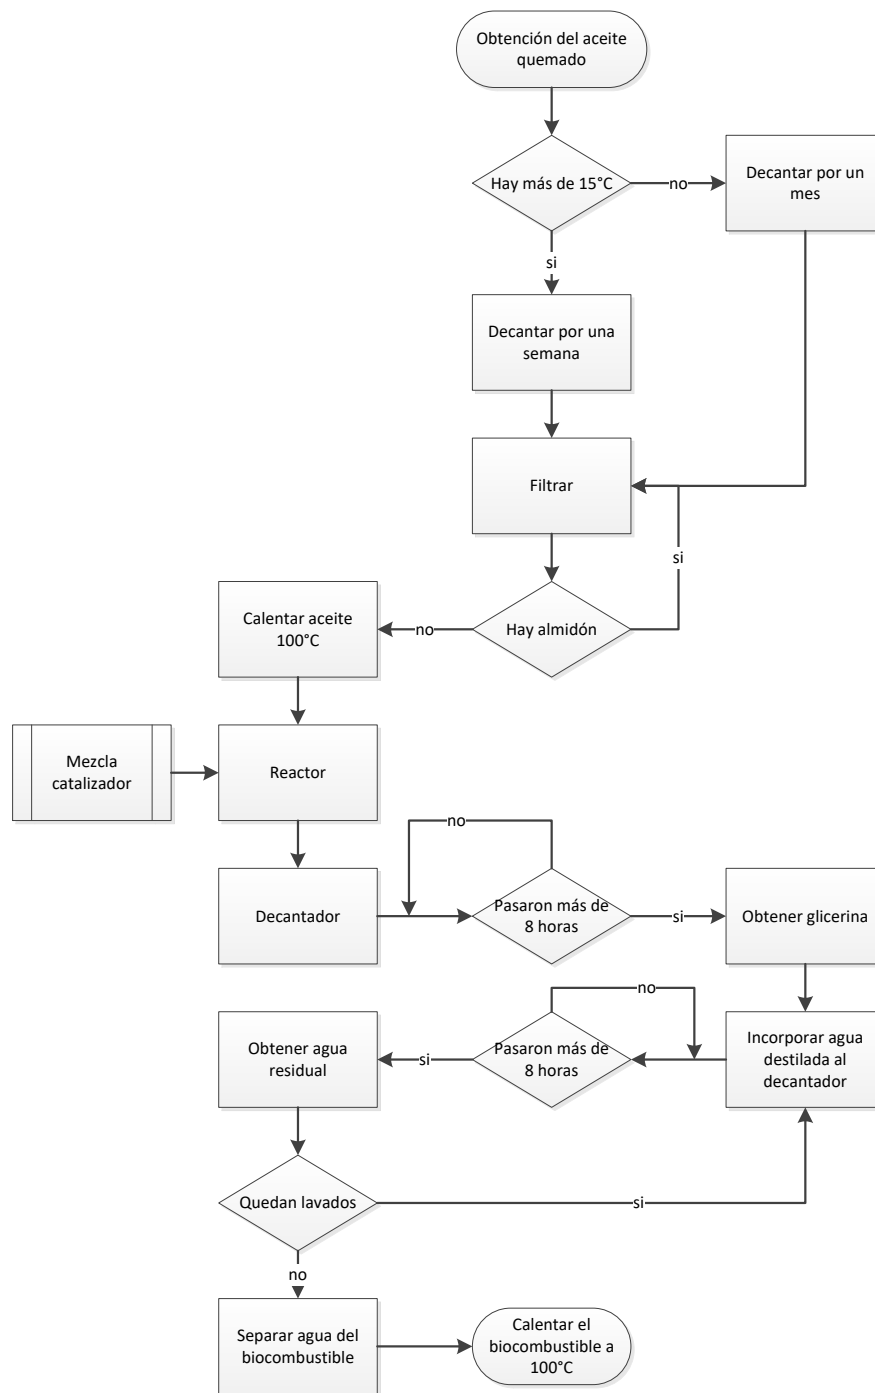 Obtención del aceite
quemado
Hay más de 15°C
no
Decantar por un
mes
si
Decantar por una
semana
Filtrar
si
Hay almidón
no
Calentar aceite
100°C
Mezcla
catalizador
Reactor
no
Decantador
Pasaron más de
8 horas
si
Obtener glicerina
no
Obtener agua
residual
si
Pasaron más de
8 horas
Incorporar agua
destilada al
decantador
Quedan lavados
si
no
Separar agua del
biocombustible
Calentar el
biocombustible a
100°C